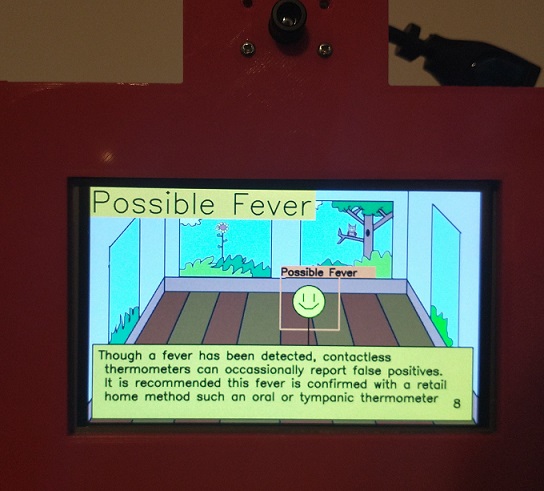 Possible Fever
Possible Fever
Though a fever has been detected, contactless
thermometers can occassionally report false positives.
It is recommended this fever is confirmed with a retail
home method such an oral or tympanic thermometer
8